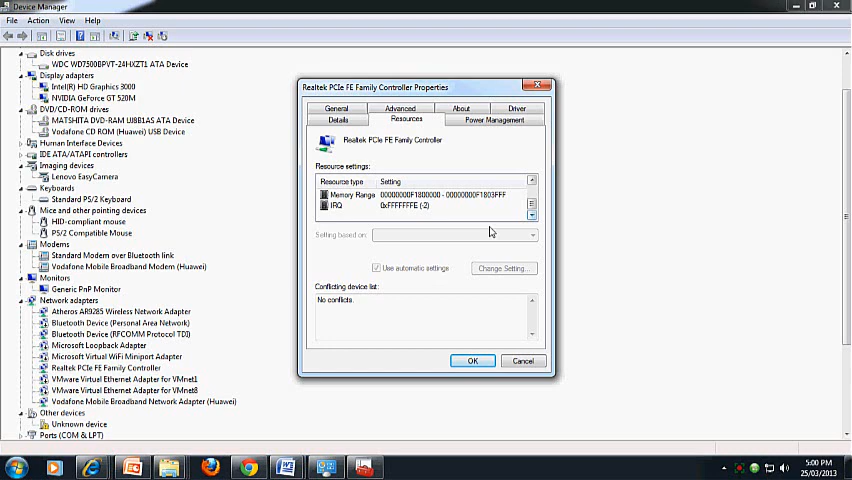 Device Manager
File Action View Help
Disk drives
WDC WD7500BPVT-24HXZT1 ATA Device
Display adapters
Intel(R) HD Graphics 3000
NVIDIA GeForce GT 520M
DVD/CD-ROM drives
MATSHITA DVD-RAM UJ8B1AS ATA Device
Vodafone CD ROM (Huawei) USB Device
Human Interface Devices
IDE ATA/ATAPI controllers
Imaging devices
Lenovo EasyCamera
Keyboards
Standard PS/2 Keyboard
Mice and other pointing devices
HID-compliant mouse
PS/2 Compatible Mouse
Modems
Standard Modem over Bluetooth link
Vodafone Mobile Broadband Modem (Huawei)
Monitors
Generic PnP Monitor
Network adapters
Atheros AR9285 Wireless Network Adapter
Bluetooth Device (Personal Area Network)
Bluetooth Device (RFCOMM Protocol TDI)
Microsoft Loopback Adapter
Microsoft Virtual WiFi Miniport Adapter
Realtek PCIe FE Family Controller
VMware Virtual Ethernet Adapter for VMnet1
VMware Virtual Ethernet Adapter for VMnet8
Vodafone Mobile Broadband Network Adapter (Huawei)
Other devices
Unknown device
Ports (COM & LPT)
Realtek PCIe FE Family Controller Properties
General Advanced About Driver
Details Resources Power Management
Realtek PCIe FE Family Controller
Resource settings:
Resource type Setting
Memory Range 00000000F1800000 - 00000000F1803FFF
IRQ 0xFFFFFFFE (-2)
Setting based on:
Use automatic settings Change Setting...
Conflicting device list:
No conflicts.
OK Cancel
5:00 PM
25/03/2013